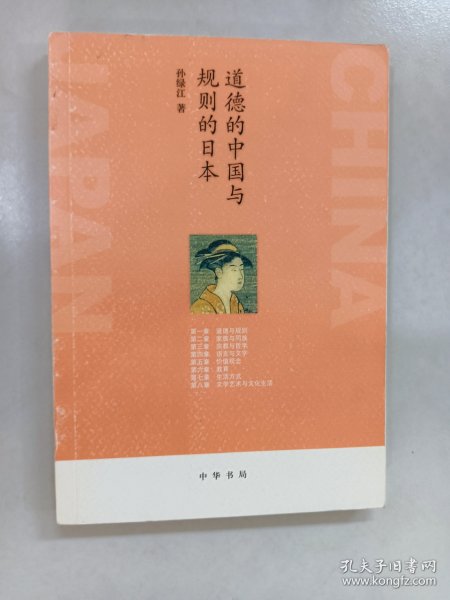 CHINA
JAPAN
道德的中国与
规则的日本
孙绿江 著
第一章 道德与规则
第二章 家族与同族
第三章 宗教与哲学
第四章 语言与文字
第五章 价值观念
第六章 教育
第七章 生活方式
第八章 文学艺术与文化生活
中华书局
孔夫子旧书网
www.kongfz.com